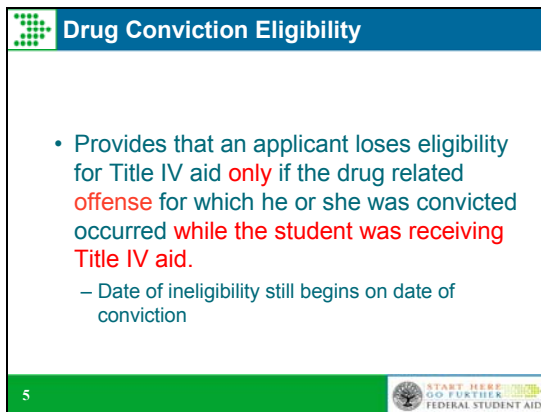 Drug Conviction Eligibility
• Provides that an applicant loses eligibility
for Title IV aid only if the drug related
offense for which he or she was convicted
occurred while the student was receiving
Title IV aid.
– Date of ineligibility still begins on date of
conviction
5
START HERE
GO FURTHER
FEDERAL STUDENT AID